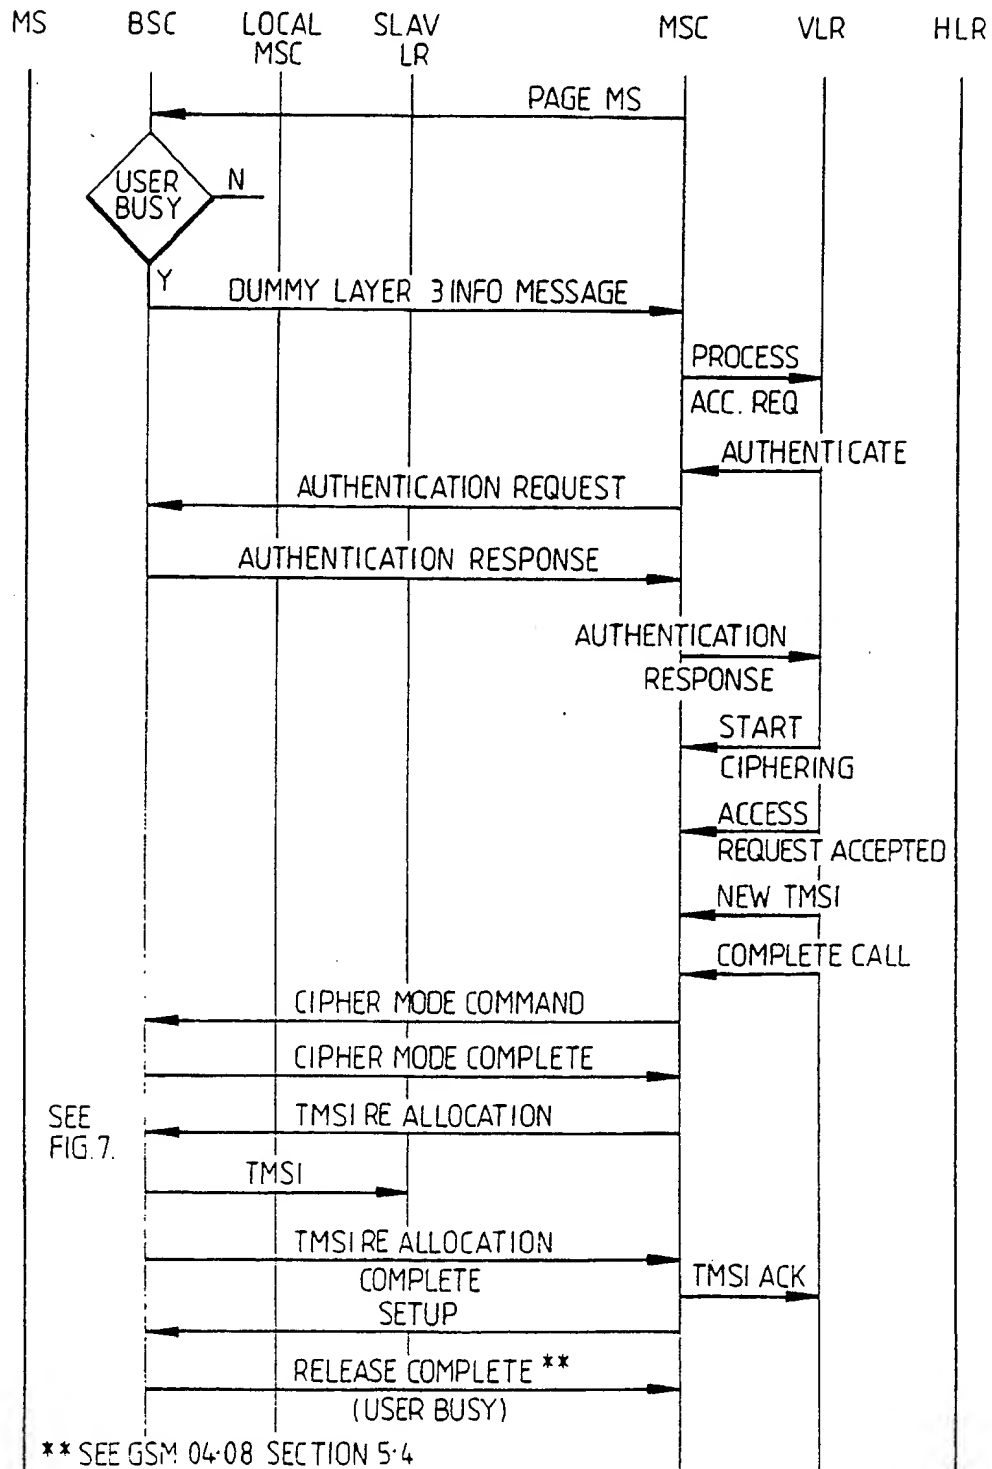 MS BSC LOCAL SLAV MSC VLR HLR
MSC LR
PAGE MS
USER N
BUSY
Y
DUMMY LAYER 3 INFO MESSAGE
PROCESS
ACC. REQ
AUTHENTICATE
AUTHENTICATION REQUEST
AUTHENTICATION RESPONSE
AUTHENTICATION
RESPONSE
START
CIPHERING
ACCESS
REQUEST ACCEPTED
NEW TMSI
COMPLETE CALL
CIPHER MODE COMMAND
CIPHER MODE COMPLETE
SEE
FIG.7.
TMSI RE ALLOCATION
TMSI
TMSI RE ALLOCATION
COMPLETE
TMSI ACK
SETUP
RELEASE COMPLETE **
(USER BUSY)
** SEE GSM 04·08 SECTION 5·4